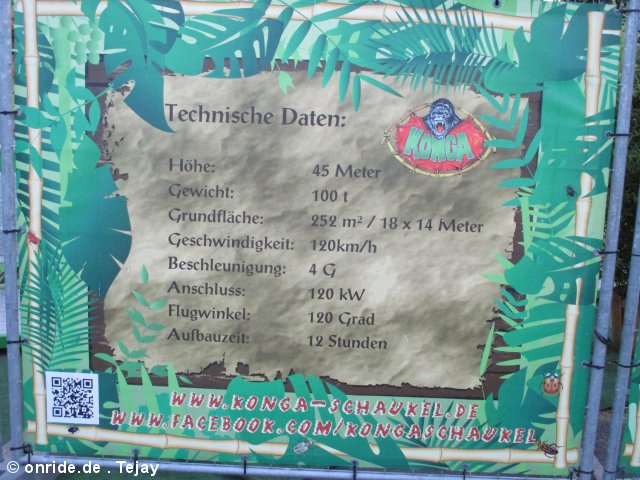 Technische Daten:
KONGA
Höhe: 45 Meter
Gewicht: 100 t
Grundfläche: 252 m² / 18 x 14 Meter
Geschwindigkeit: 120km/h
Beschleunigung: 4 G
Anschluss: 120 kW
Flugwinkel: 120 Grad
Aufbauzeit: 12 Stunden
WWW.KONGA-SCHAUKEL.DE
WWW.FACEBOOK.COM/KONGASCHAUKEL
© onride.de . Tejay